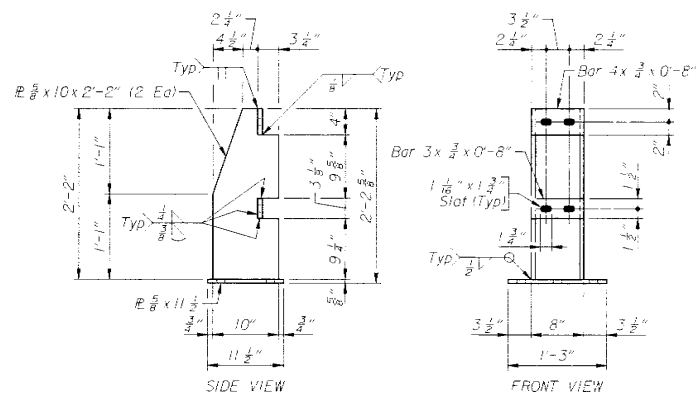 2 1/4"
4 1/2"
3 1/4"
Typ.
1/8
Typ
PL 5/8 x 10 x 2'-2" (2 Ea)
4"
1'-1"
9 5/8"
3 1/8"
2'-2"
2'-2 5/8"
Typ
1/4
3/8
1'-1"
9 1/4"
5/8"
PL 5/8 x 11 1/2
3/4"
10"
3/4"
11 1/2"
SIDE VIEW
3 1/2"
2 1/4"
2 1/4"
Bar 4 x 3/4 x 0'-8"
2"
2"
Bar 3 x 3/4 x 0'-8"
1 1/16" x 1 3/4"
Slot (Typ)
1 1/2"
1 3/4"
1 1/2"
Typ
1/2
3 1/2"
8"
3 1/2"
1'-3"
FRONT VIEW